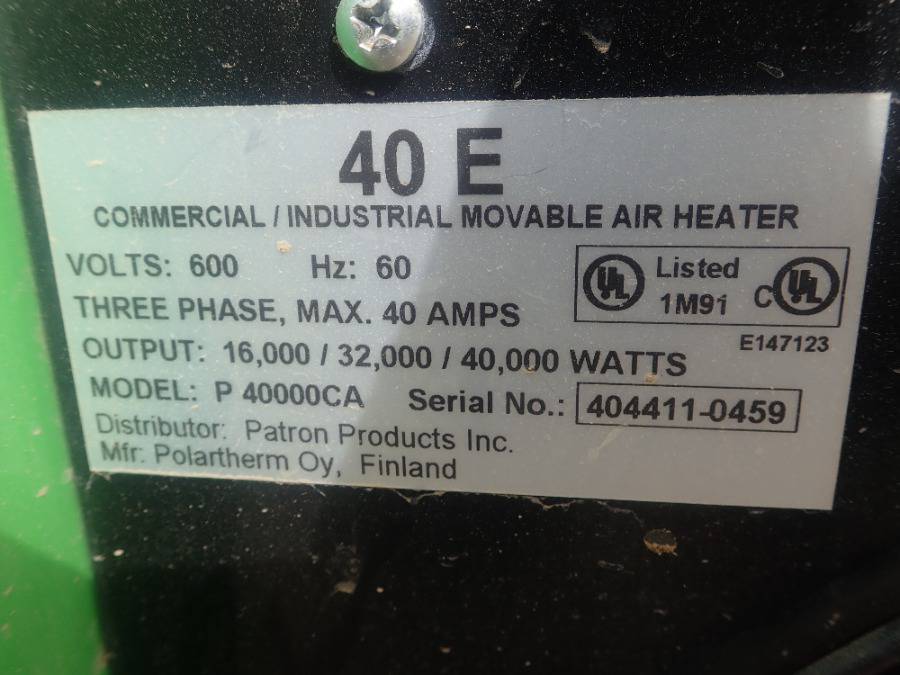 40 E
COMMERCIAL / INDUSTRIAL MOVABLE AIR HEATER
VOLTS: 600 Hz: 60
THREE PHASE, MAX. 40 AMPS
OUTPUT: 16,000 / 32,000 / 40,000 WATTS
MODEL: P 40000CA Serial No.: 404411-0459
Distributor: Patron Products Inc.
Mfr: Polartherm Oy, Finland
UL Listed
1M91 C UL
E147123